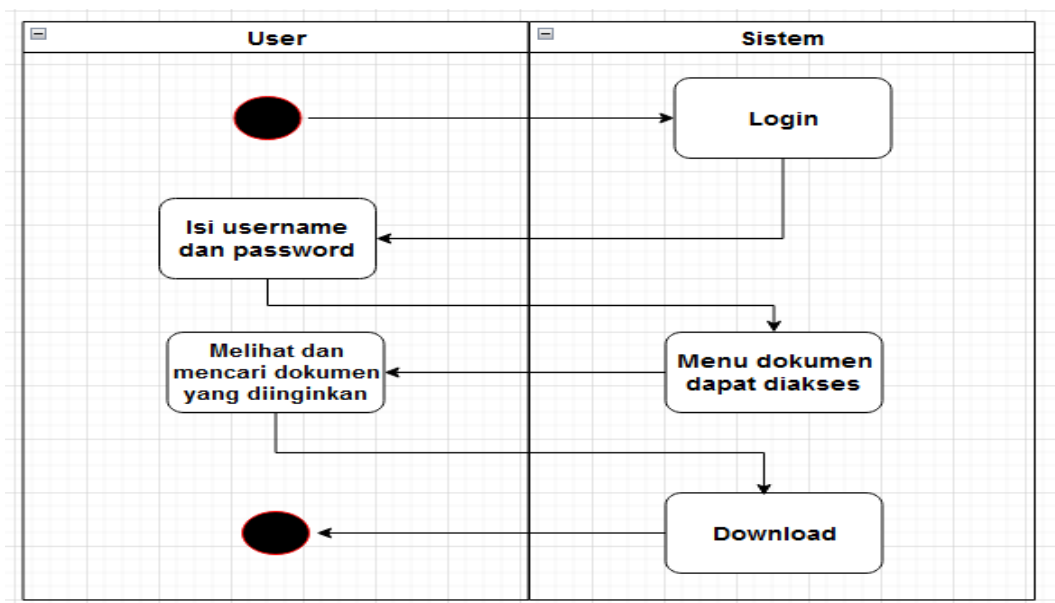 User
Sistem
Login
Isi username
dan password
Melihat dan
mencari dokumen
yang diinginkan
Menu dokumen
dapat diakses
Download